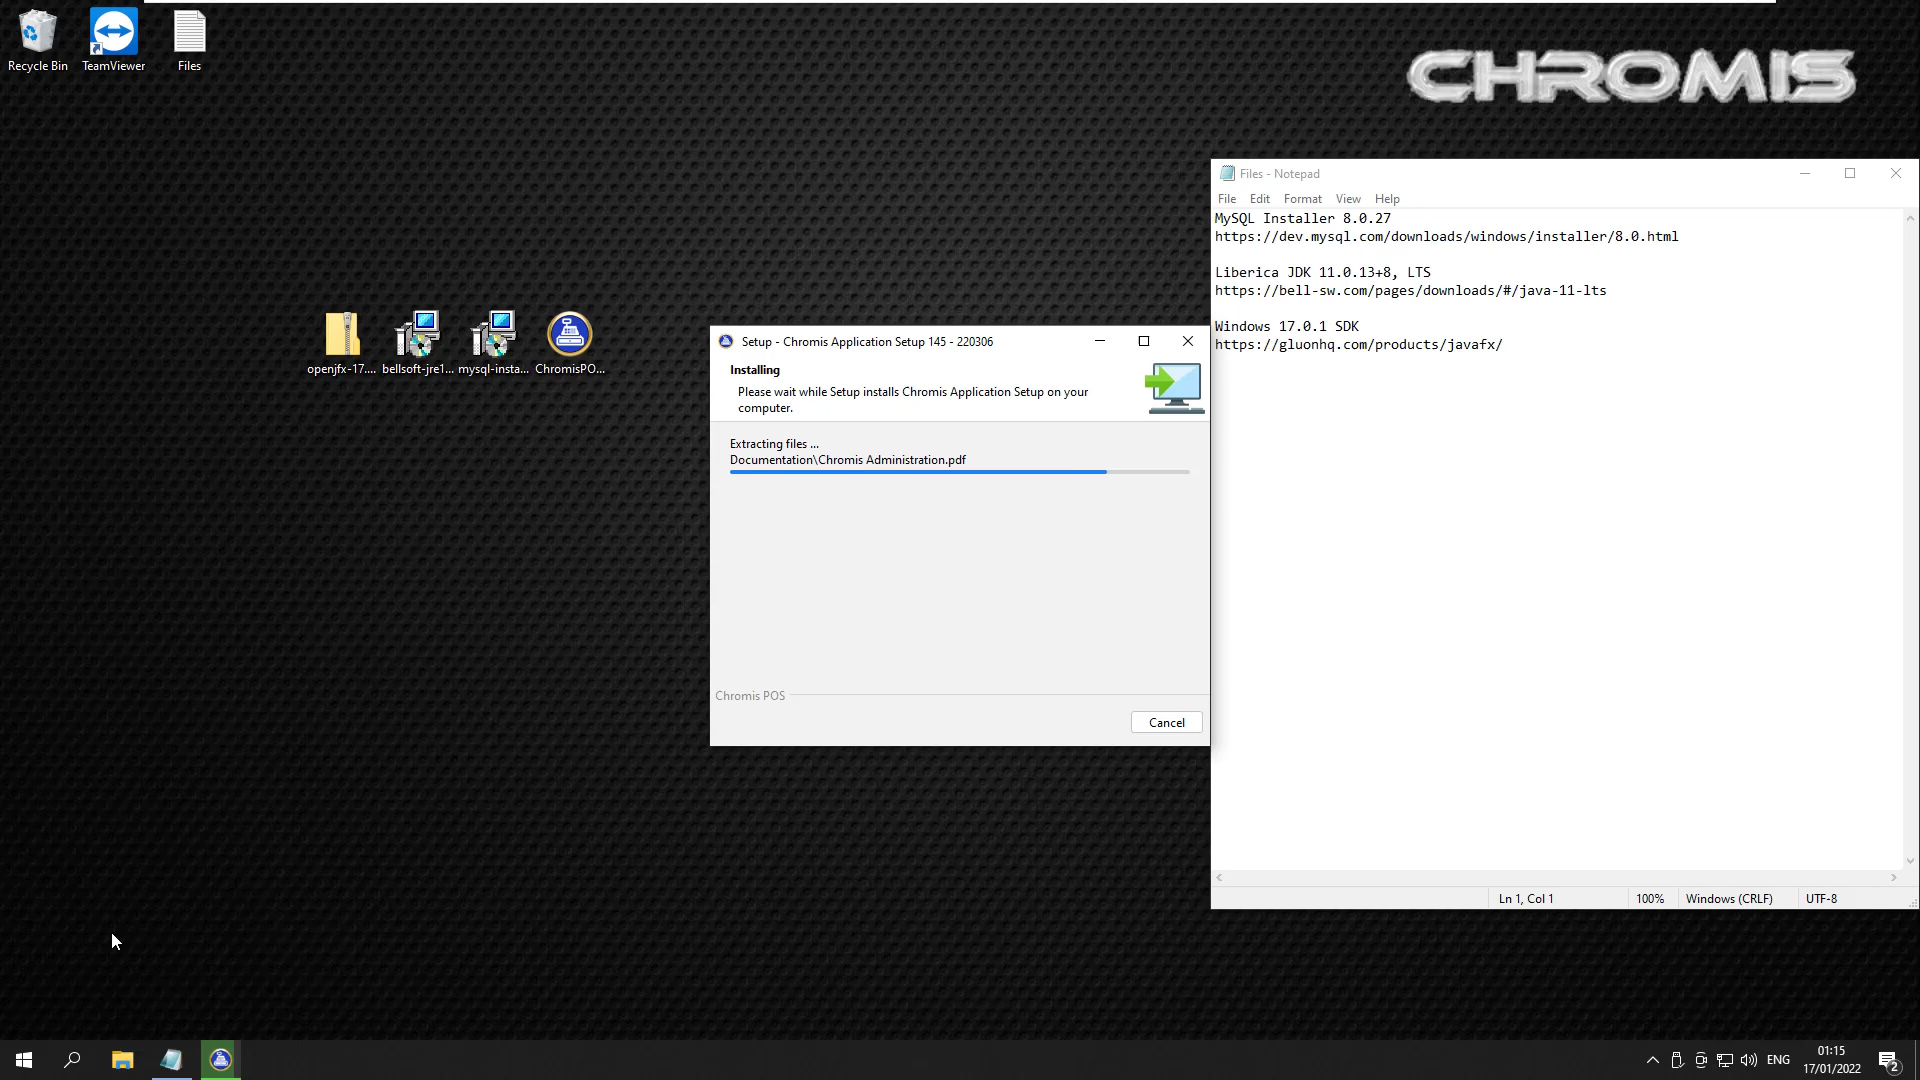 Recycle Bin
TeamViewer
Files
CHROMIS
openjfx-17....
bellsoft-jre1...
mysql-insta...
ChromisPO...
Setup - Chromis Application Setup 145 - 220306
Installing
Please wait while Setup installs Chromis Application Setup on your
computer.
Extracting files ...
Documentation\Chromis Administration.pdf
Chromis POS
Cancel
Files - Notepad
File Edit Format View Help
MySQL Installer 8.0.27
https://dev.mysql.com/downloads/windows/installer/8.0.html
Liberica JDK 11.0.13+8, LTS
https://bell-sw.com/pages/downloads/#/java-11-lts
Windows 17.0.1 SDK
https://gluonhq.com/products/javafx/
Ln 1, Col 1 100% Windows (CRLF) UTF-8
ENG
01:15
17/01/2022
2